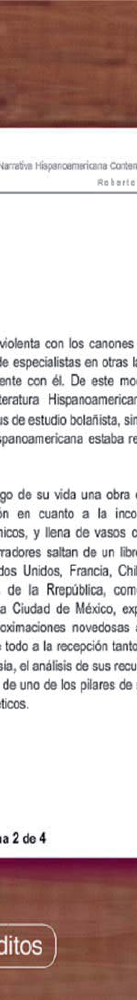 Narrativa Hispanoamericana Conten
Roberto
violenta con los canones
de especialistas en otras la
ente con él. De este mo
teratura Hispanoamerican
us de estudio bolañista, sin
spanoamericana estaba re
go de su vida una obra
ón en cuanto a la inco
nicos, y llena de vasos c
rradores saltan de un libro
dos Unidos, Francia, Chil
de la Rrepública, com
a Ciudad de México, exp
oximaciones novedosas a
e todo a la recepción tanto
sía, el análisis de sus recu
de uno de los pilares de
éticos.
na 2 de 4
ditos